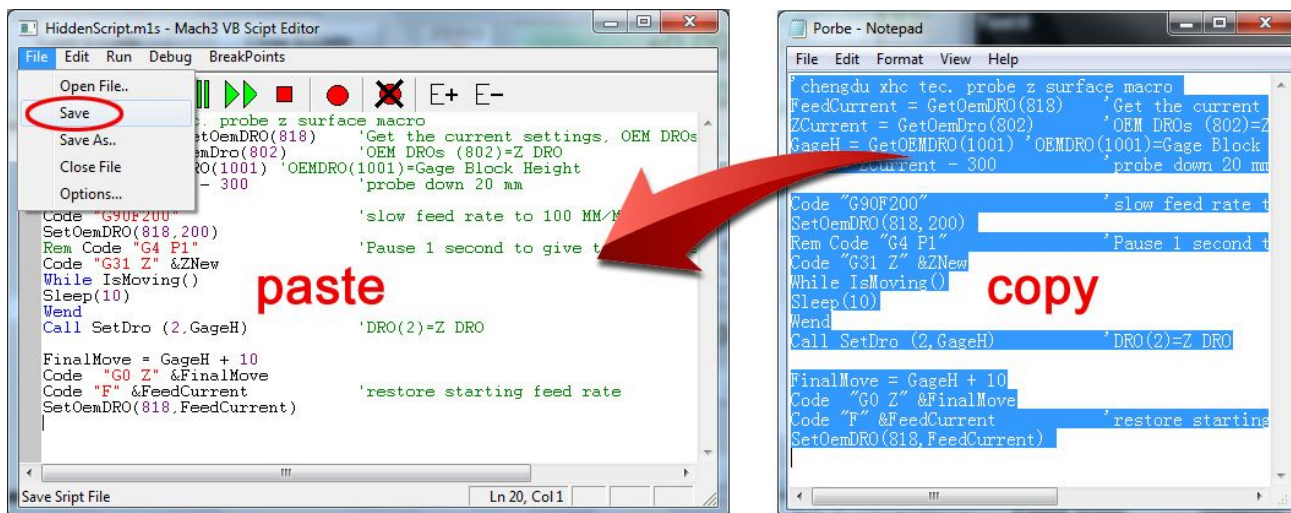 HiddenScript.m1s - Mach3 VB Scipt Editor
File Edit Run Debug BreakPoints
Open File..
Save
Save As..
Close File
Options...
E+ E-
. probe z surface macro
etOemDRO(818) 'Get the current settings, OEM DROs
mDro(802) 'OEM DROs (802)=Z DRO
RO(1001) 'OEMDRO(1001)=Gage Block Height
- 300 'probe down 20 mm
Code "G90F200" 'slow feed rate to 100 MM/M
SetOemDRO(818,200)
Rem Code "G4 P1" 'Pause 1 second to give t
Code "G31 Z" &ZNew
While IsMoving()
Sleep(10)
Wend
Call SetDro (2,GageH) 'DRO(2)=Z DRO
FinalMove = GageH + 10
Code "G0 Z" &FinalMove
Code "F" &FeedCurrent 'restore starting feed rate
SetOemDRO(818,FeedCurrent)
paste
Save Sript File
Ln 20, Col 1
Porbe - Notepad
File Edit Format View Help
'chengdu xhc tec. probe z surface macro
FeedCurrent = GetOemDRO(818) 'Get the current
ZCurrent = GetOemDro(802) 'OEM DROs (802)=Z
GageH = GetOEMDRO(1001) 'OEMDRO(1001)=Gage Block
ZCurrent - 300 'probe down 20 mm
Code "G90F200" 'slow feed rate t
SetOemDRO(818,200)
Rem Code "G4 P1" 'Pause 1 second t
Code "G31 Z" &ZNew
While IsMoving()
Sleep(10)
Wend
Call SetDro (2,GageH) 'DRO(2)=Z DRO
FinalMove = GageH + 10
Code "G0 Z" &FinalMove
Code "F" &FeedCurrent 'restore starting
SetOemDRO(818,FeedCurrent)
copy